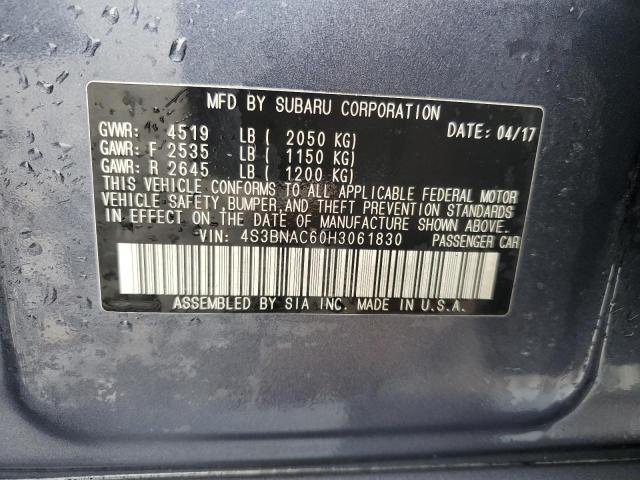 MFD BY SUBARU CORPORATION
GVWR: 4519 LB ( 2050 KG) DATE: 04/17
GAWR: F 2535 LB ( 1150 KG)
GAWR: R 2645 LB ( 1200 KG)
THIS VEHICLE CONFORMS TO ALL APPLICABLE FEDERAL MOTOR
VEHICLE SAFETY, BUMPER, AND THEFT PREVENTION STANDARDS
IN EFFECT ON THE DATE OF MANUFACTURE SHOWN ABOVE.
VIN: 4S3BNAC60H3061830 PASSENGER CAR
ASSEMBLED BY SIA INC. MADE IN U.S.A.